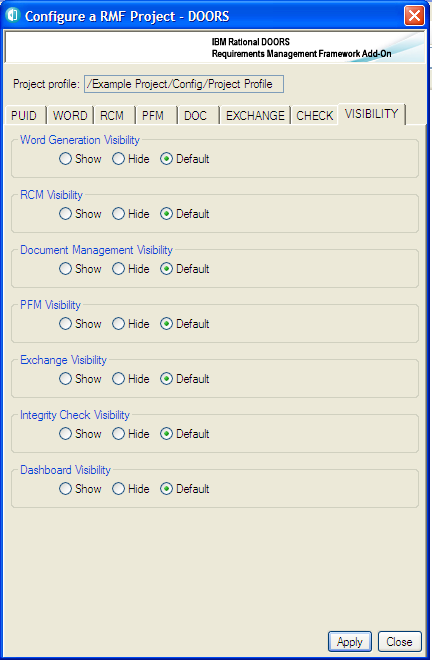 Configure a RMF Project - DOORS
IBM Rational DOORS
Requirements Management Framework Add-On
Project profile: /Example Project/Config/Project Profile
PUID WORD RCM PFM DOC EXCHANGE CHECK VISIBILITY
Word Generation Visibility
Show Hide Default
RCM Visibility
Show Hide Default
Document Management Visibility
Show Hide Default
PFM Visibility
Show Hide Default
Exchange Visibility
Show Hide Default
Integrity Check Visibility
Show Hide Default
Dashboard Visibility
Show Hide Default
Apply Close